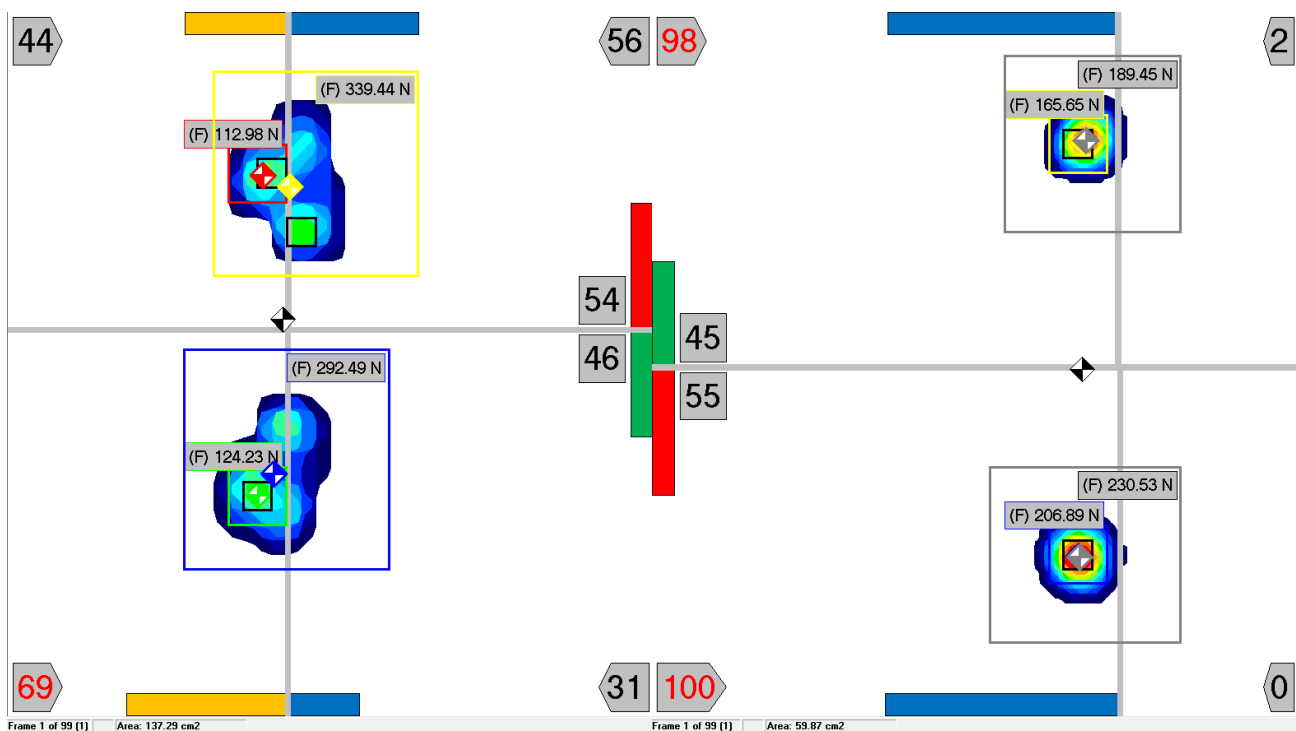 44
56
98
2
(F) 339.44 N
(F) 112.98 N
(F) 189.45 N
(F) 165.65 N
54
46
45
55
(F) 292.49 N
(F) 124.23 N
(F) 230.53 N
(F) 206.89 N
69
31
100
0
Frame 1 of 99 (1)
Area: 137.29 cm2
Frame 1 of 99 (1)
Area: 59.87 cm2